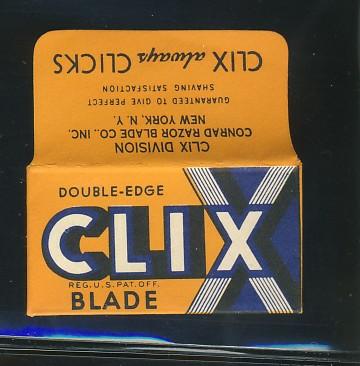 CLIX always CLICKS
SHAVING SATISFACTION
GUARANTEED TO GIVE PERFECT
NEW YORK, N. Y.
CONRAD RAZOR BLADE CO., INC.
CLIX DIVISION
DOUBLE-EDGE
CLIX
REG.U.S.PAT.OFF.
BLADE